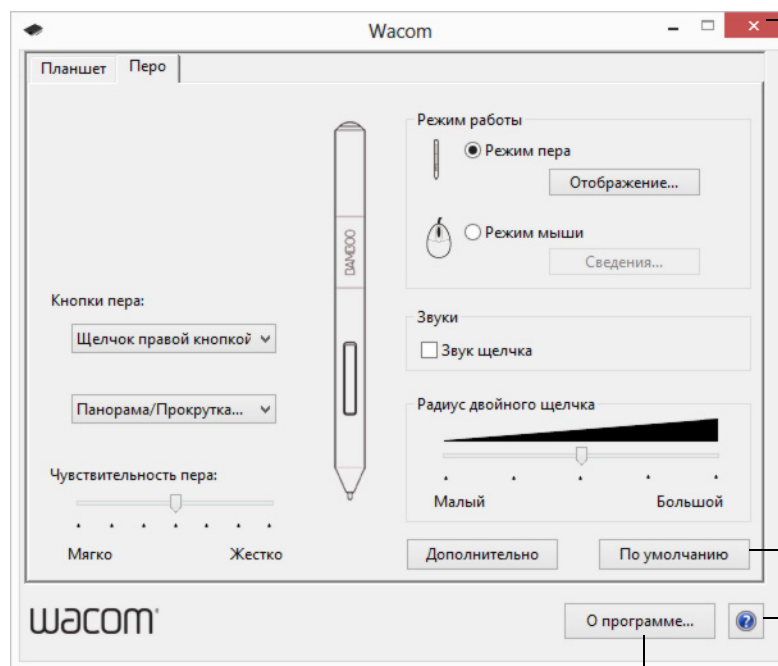 Wacom
Планшет
Перо
Режим работы
Режим пера
Отображение...
Режим мыши
Сведения...
BAMBOO
Кнопки пера:
Щелчок правой кнопкой
Панорама/Прокрутка...
Чувствительность пера:
Мягко
Жестко
Звуки
Звук щелчка
Радиус двойного щелчка
Малый
Большой
Дополнительно
По умолчанию
wacom
О программе...
?